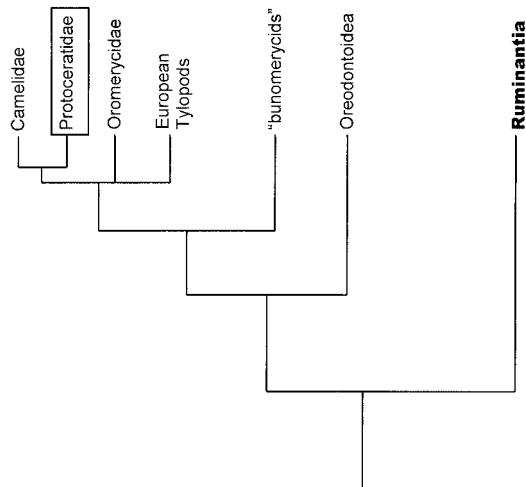 Camelidae
Protoceratidae
Oromerycidae
European
Tylopods
"bunomerycids"
Oreodontoidea
Ruminantia